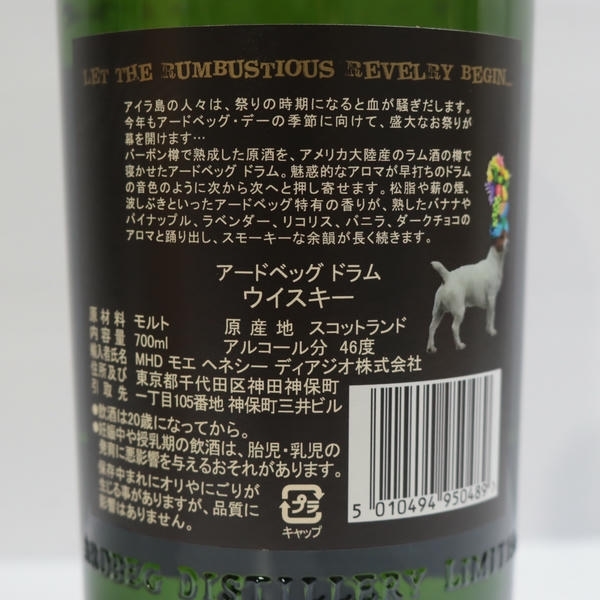 LET THE RUMBUSTIOUS REVELRY BEGIN...
アイラ島の人々は、祭りの時期になると血が騒ぎだします。
今年もアードベッグ・デーの季節に向けて、盛大なお祭りが
幕を開けます…
バーボン樽で熟成した原酒を、アメリカ大陸産のラム酒の樽で
寝かせたアードベッグ ドラム。魅惑的なアロマが早打ちのドラム
の音色のように次から次へと押し寄せます。松脂や薪の煙、
波しぶきといったアードベッグ特有の香りが、熟したバナナや
パイナップル、ラベンダー、リコリス、バニラ、ダークチョコの
アロマと踊り出し、スモーキーな余韻が長く続きます。
アードベッグ ドラム
ウイスキー
原材料 モルト 原産地 スコットランド
内容量 700ml アルコール分 46度
輸入者氏名 MHD モエ ヘネシー ディアジオ株式会社
住所及び 東京都千代田区神田神保町
引取先 一丁目105番地 神保町三井ビル
●飲酒は20歳になってから。
●妊娠中や授乳期の飲酒は、胎児・乳児の
発育に悪影響を与えるおそれがあります。
保存中まれにオリやにごりが
生じる事がありますが、品質に
影響はありません。
プラ
キャップ
5 010494 950489
ARDBEG DISTILLERY LIMITED